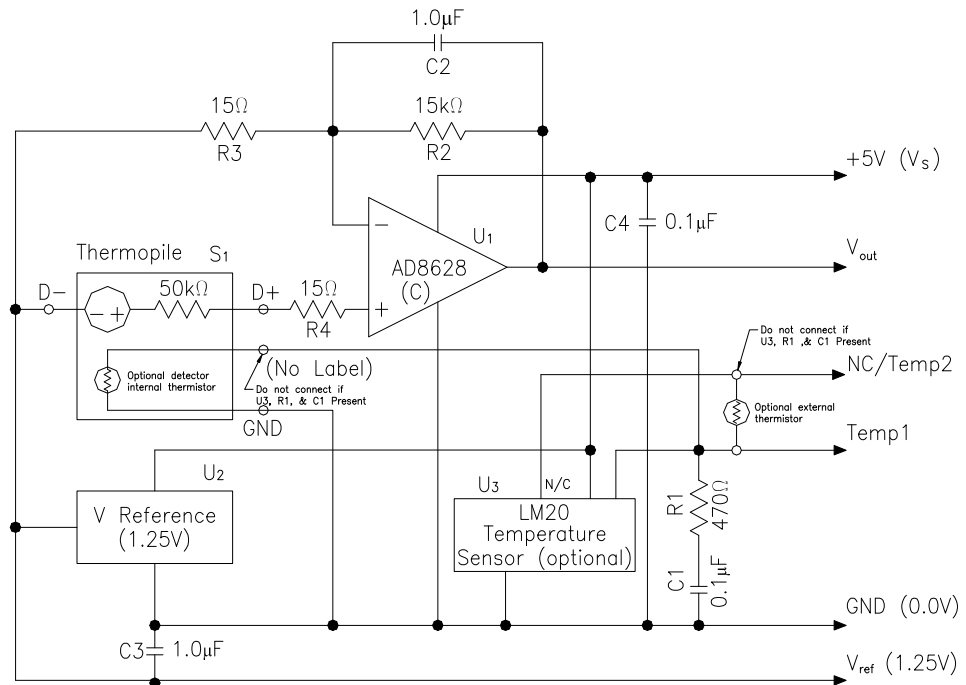 1.0μF
C2
15Ω
R3
15kΩ
R2
+5V (Vs)
C4
0.1μF
U1
AD8628
(C)
−
+
Vout
Thermopile
S1
D-
- +
50kΩ
D+
15Ω
R4
(No Label)
Do not connect if
U3, R1, & C1 Present
Optional detector
internal thermistor
GND
Do not connect if
U3, R1 ,& C1 Present
NC/Temp2
Optional external
thermistor
Temp1
U2
V Reference
(1.25V)
U3
N/C
LM20
Temperature
Sensor (optional)
R1
470Ω
C1
0.1μF
GND (0.0V)
C3
1.0μF
Vref (1.25V)